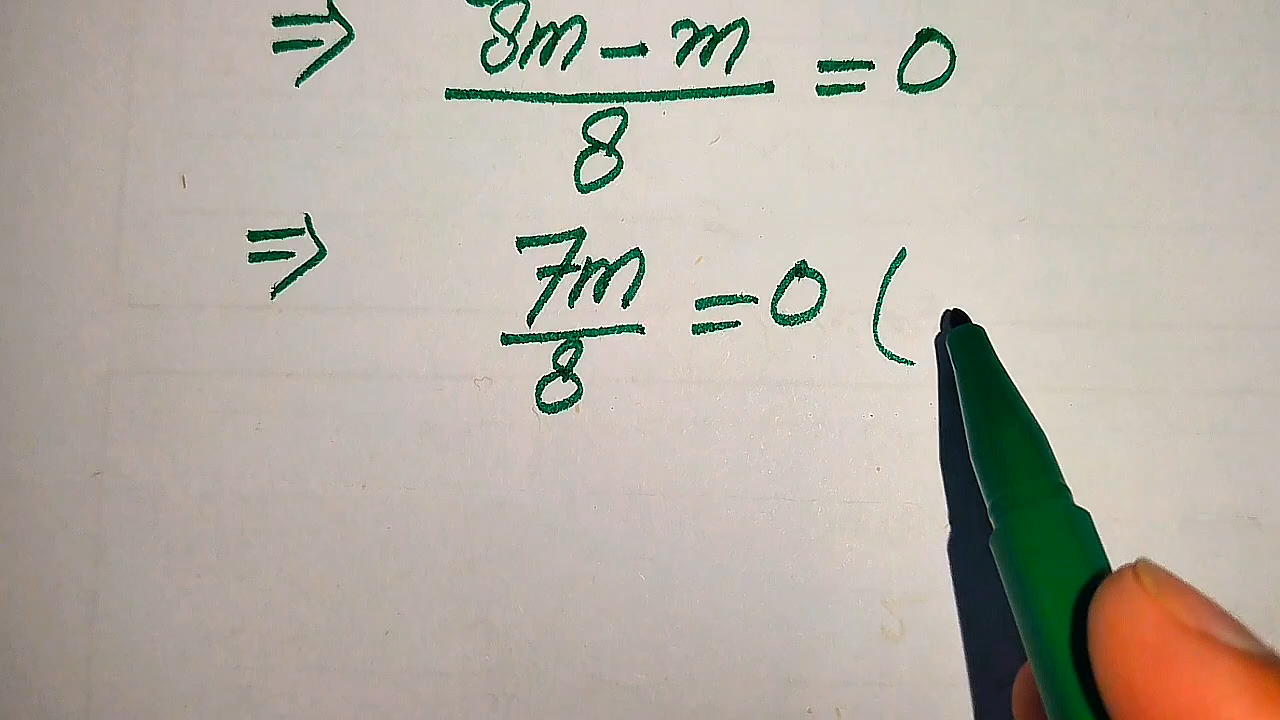 ⇒ 8m - m / 8 = 0
⇒ 7m / 8 = 0 (